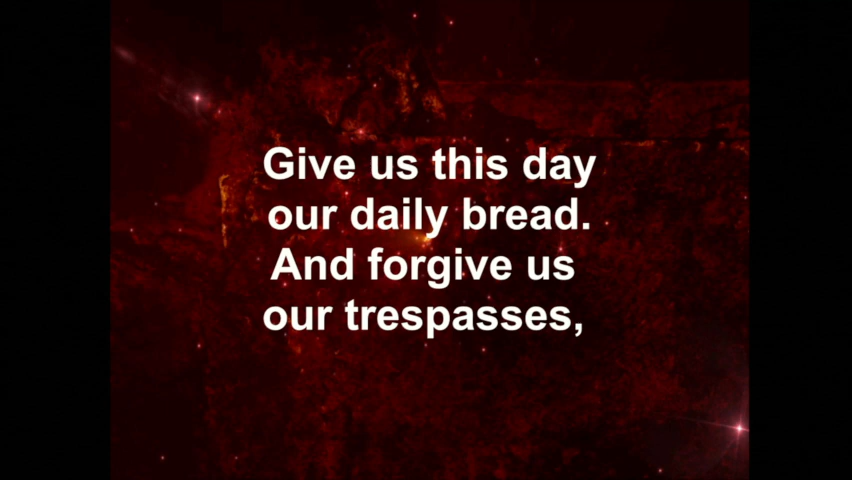 Give us this day
our daily bread.
And forgive us
our trespasses,